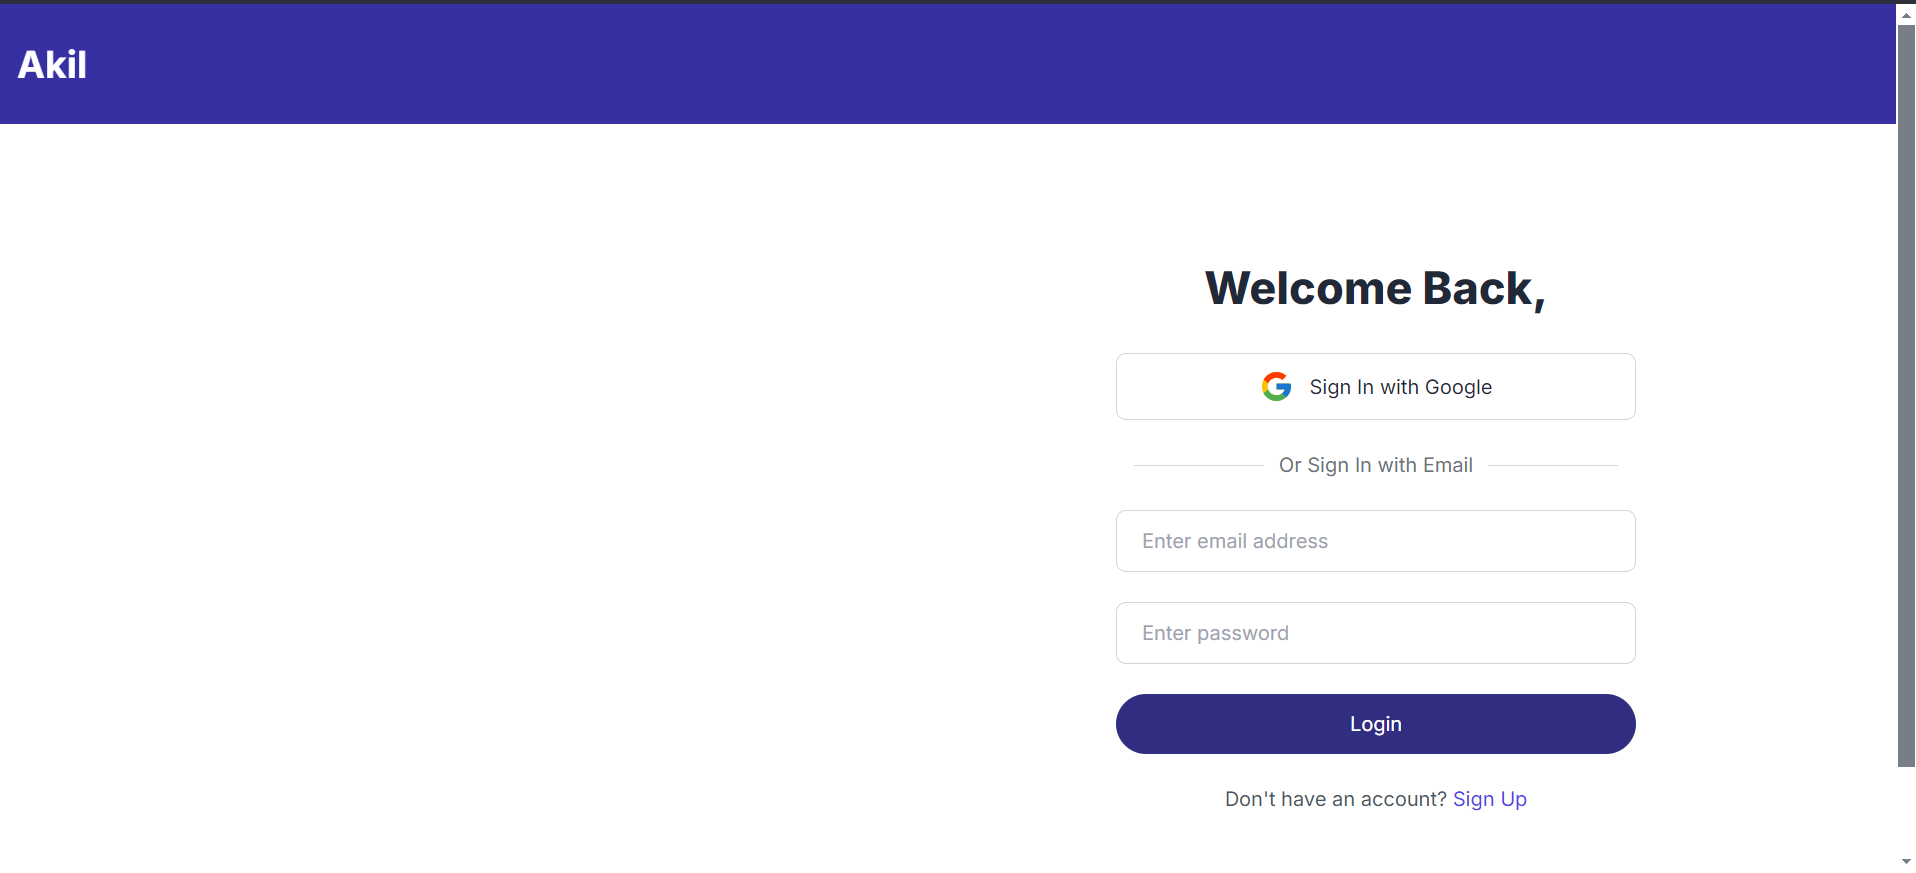 Akil
Welcome Back,
Sign In with Google
Or Sign In with Email
Enter email address
Enter password
Login
Don't have an account? Sign Up